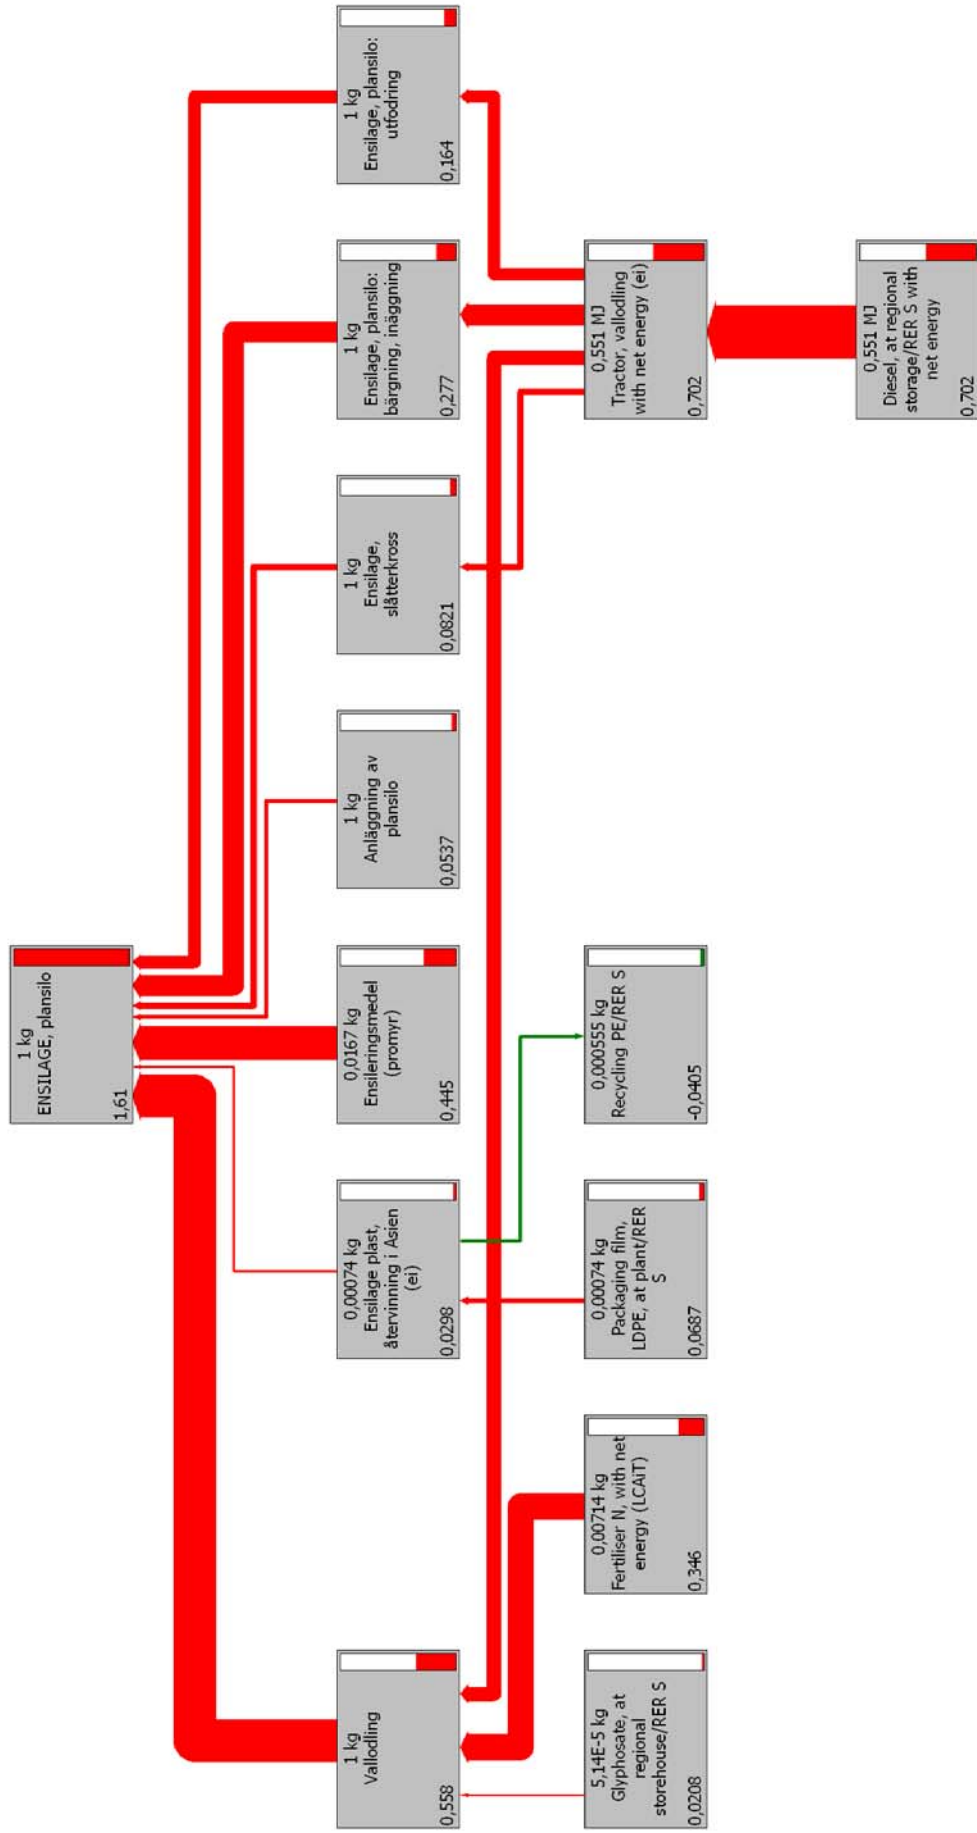 1 kg
ENSILAGE, plansilo
1,61
1 kg
Vallodling
0,558
0,00074 kg
Ensilage plast,
återvinning i Asien
(ei)
0,0298
0,0167 kg
Ensileringsmedel
(promyr)
0,445
1 kg
Anläggning av
plansilo
0,0537
1 kg
Ensilage,
slåtterkross
0,0821
1 kg
Ensilage, plansilo:
bärgning, inäggning
0,277
1 kg
Ensilage, plansilo:
utfodring
0,164
5,14E-5 kg
Glyphosate, at
regional
storehouse/RER S
0,0208
0,00714 kg
Fertiliser N, with net
energy (LCAiT)
0,346
0,00074 kg
Packaging film,
LDPE, at plant/RER
S
0,0687
0,000555 kg
Recycling PE/RER S
-0,0405
0,551 MJ
Tractor, vallodling
with net energy (ei)
0,702
0,551 MJ
Diesel, at regional
storage/RER S with
net energy
0,702